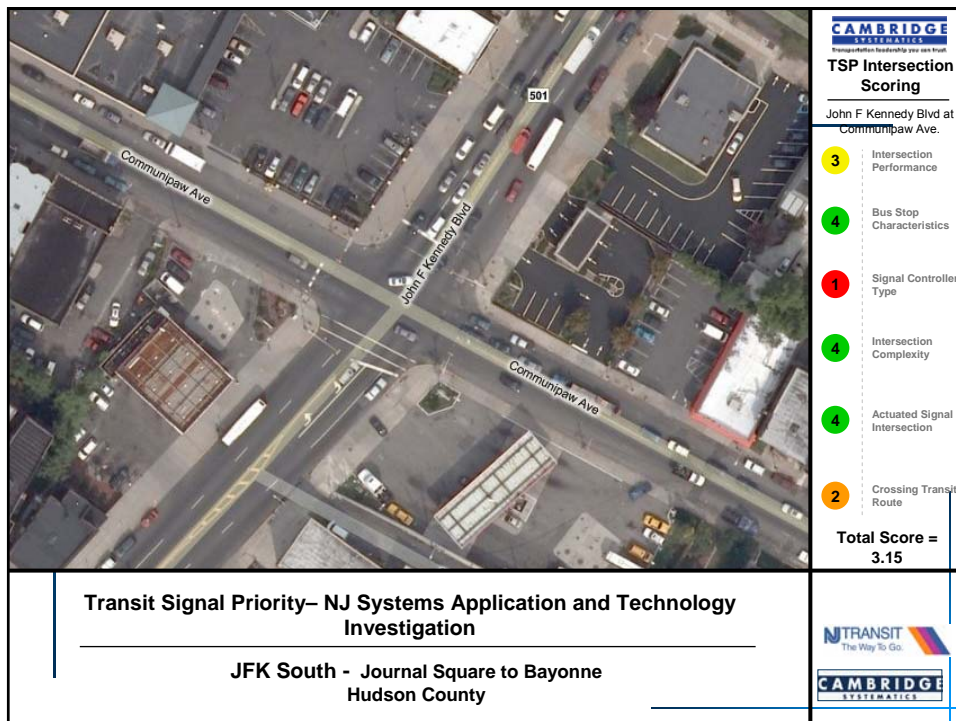 Communipaw Ave
501
John F Kennedy Blvd
Communipaw Ave
CAMBRIDGE
SYSTEMATICS
Transportation leadership you can trust.
TSP Intersection
Scoring
John F Kennedy Blvd at
Communipaw Ave.
3 Intersection
Performance
4 Bus Stop
Characteristics
1 Signal Controller
Type
4 Intersection
Complexity
4 Actuated Signal
Intersection
2 Crossing Transit
Route
Total Score =
3.15
Transit Signal Priority– NJ Systems Application and Technology
Investigation
JFK South - Journal Square to Bayonne
Hudson County
NJTRANSIT
The Way To Go.
CAMBRIDGE
SYSTEMATICS